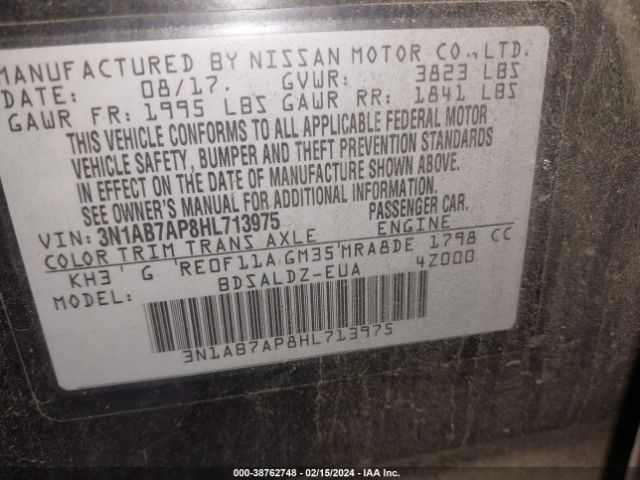 MANUFACTURED BY NISSAN MOTOR CO., LTD.
DATE: 08/17. GVWR: 3823 LBS
GAWR FR: 1995 LBS GAWR RR: 1841 LBS
THIS VEHICLE CONFORMS TO ALL APPLICABLE FEDERAL MOTOR
VEHICLE SAFETY, BUMPER AND THEFT PREVENTION STANDARDS
IN EFFECT ON THE DATE OF MANUFACTURE SHOWN ABOVE.
SEE OWNER'S MANUAL FOR ADDITIONAL INFORMATION.
VIN: 3N1AB7AP8HL713975 PASSENGER CAR.
COLOR TRIM TRANS AXLE ENGINE
KH3 G RE0F11A GM35 MRA8DE 1798 CC
MODEL: BDSALDZ-EUA 4Z000
3N1AB7AP8HL713975
000-38762748 - 02/15/2024 - IAA Inc.